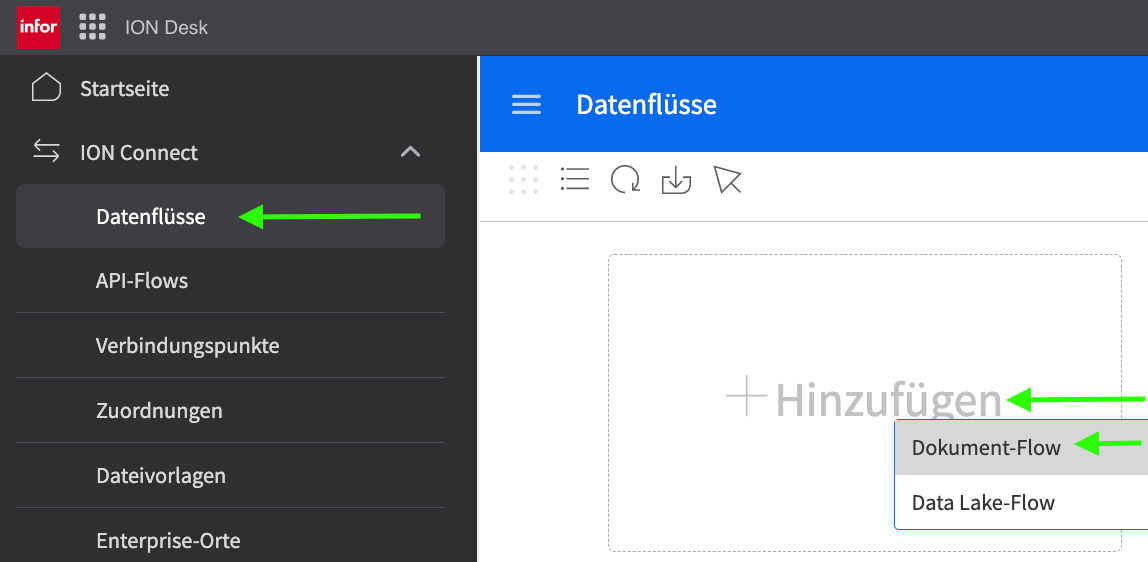 infor
ION Desk
Startseite
ION Connect
Datenflüsse
API-Flows
Verbindungspunkte
Zuordnungen
Dateivorlagen
Enterprise-Orte
Datenflüsse
Hinzufügen
Dokument-Flow
Data Lake-Flow